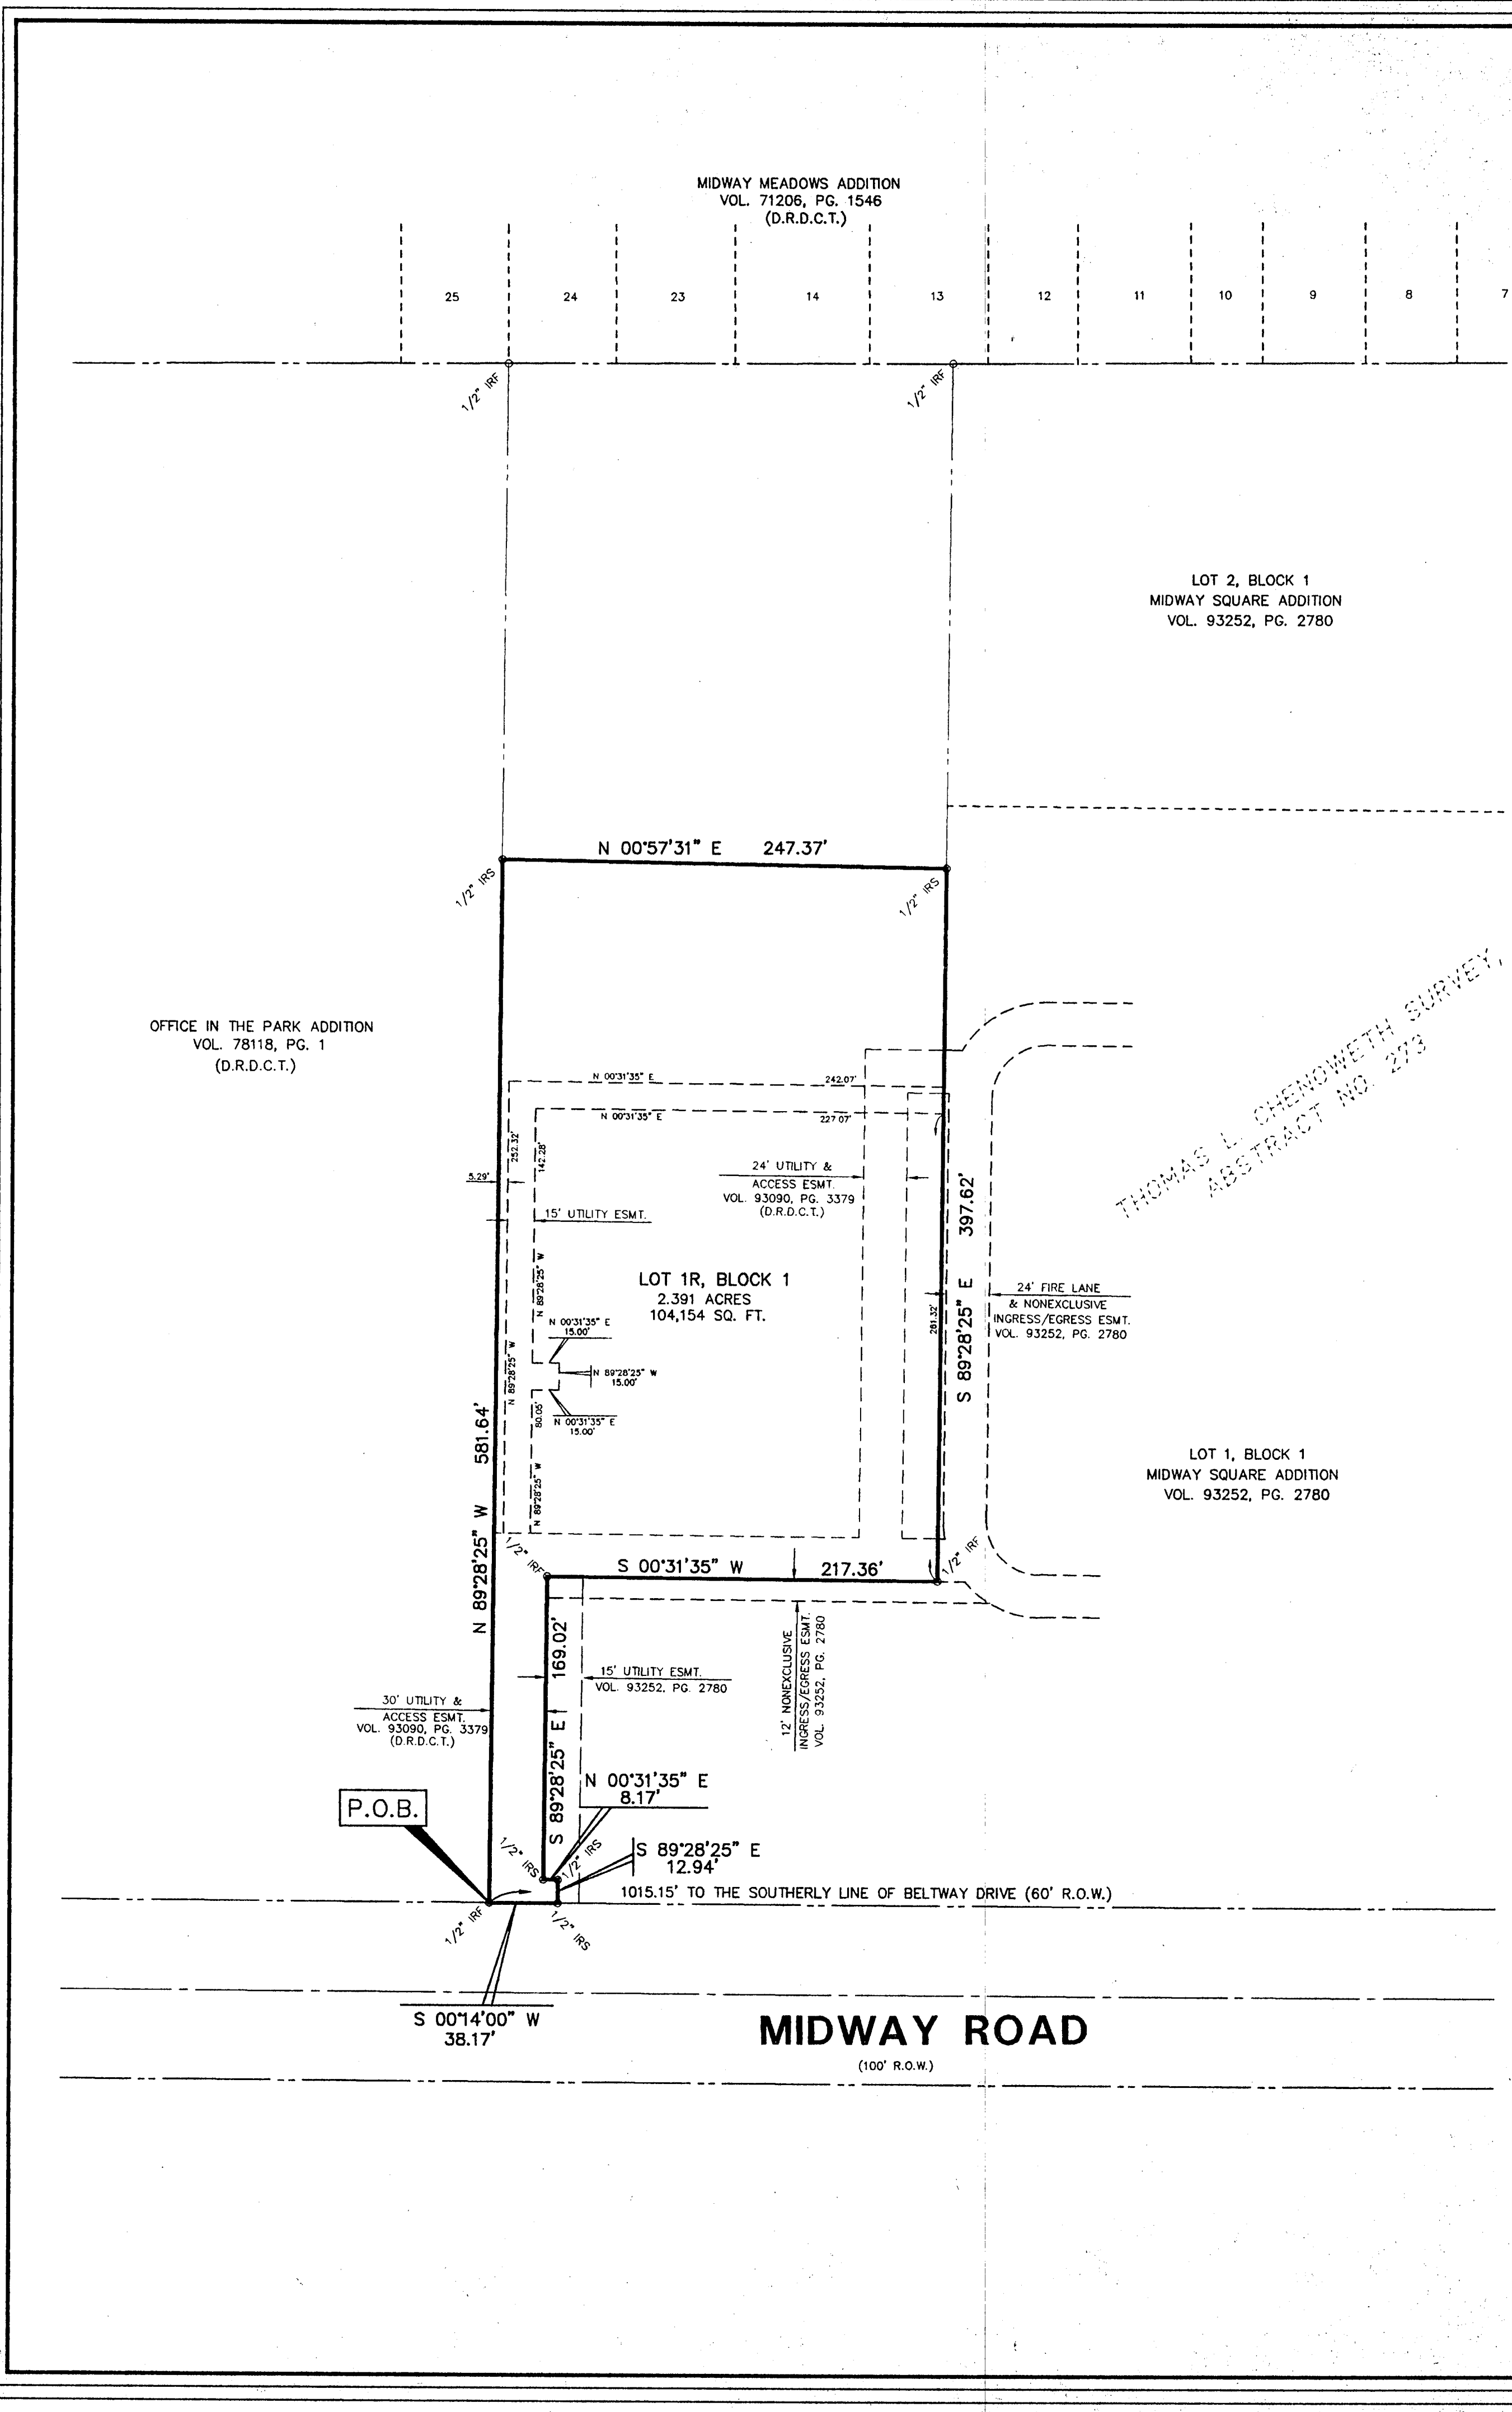 MIDWAY MEADOWS ADDITION
VOL. 71206, PG. 1546
(D.R.D.C.T.)
25
24
23
14
13
12
11
10
9
8
7
1/2" IRF
1/2" IRF
LOT 2, BLOCK 1
MIDWAY SQUARE ADDITION
VOL. 93252, PG. 2780
N 00°57'31" E 247.37'
1/2" IRS
1/2" IRS
THOMAS L. CHENOWETH SURVEY,
ABSTRACT NO. 273
OFFICE IN THE PARK ADDITION
VOL. 78118, PG. 1
(D.R.D.C.T.)
N 00°31'35" E 242.07'
N 00°31'35" E 227.07'
252.32'
142.28'
5.29'
24' UTILITY &
ACCESS ESMT.
VOL. 93090, PG. 3379
(D.R.D.C.T.)
15' UTILITY ESMT.
S 89°28'25" E 397.62'
N 89°28'25" W
LOT 1R, BLOCK 1
2.391 ACRES
104,154 SQ. FT.
261.32'
24' FIRE LANE
& NONEXCLUSIVE
INGRESS/EGRESS ESMT.
VOL. 93252, PG. 2780
N 00°31'35" E
15.00'
N 89°28'25" W
N 89°28'25" W
15.00'
80.05'
N 00°31'35" E
15.00'
N 89°28'25" W 581.64'
N 89°28'25" W
LOT 1, BLOCK 1
MIDWAY SQUARE ADDITION
VOL. 93252, PG. 2780
1/2" IRF
1/2" IRF
S 00°31'35" W 217.36'
S 89°28'25" E 169.02'
15' UTILITY ESMT.
VOL. 93252, PG. 2780
12' NONEXCLUSIVE
INGRESS/EGRESS ESMT.
VOL. 93252, PG. 2780
30' UTILITY &
ACCESS ESMT.
VOL. 93090, PG. 3379
(D.R.D.C.T.)
N 00°31'35" E
8.17'
P.O.B.
1/2" IRS
1/2" IRS
S 89°28'25" E
12.94'
1015.15' TO THE SOUTHERLY LINE OF BELTWAY DRIVE (60' R.O.W.)
1/2" IRF
1/2" IRS
S 00°14'00" W
38.17'
MIDWAY ROAD
(100' R.O.W.)